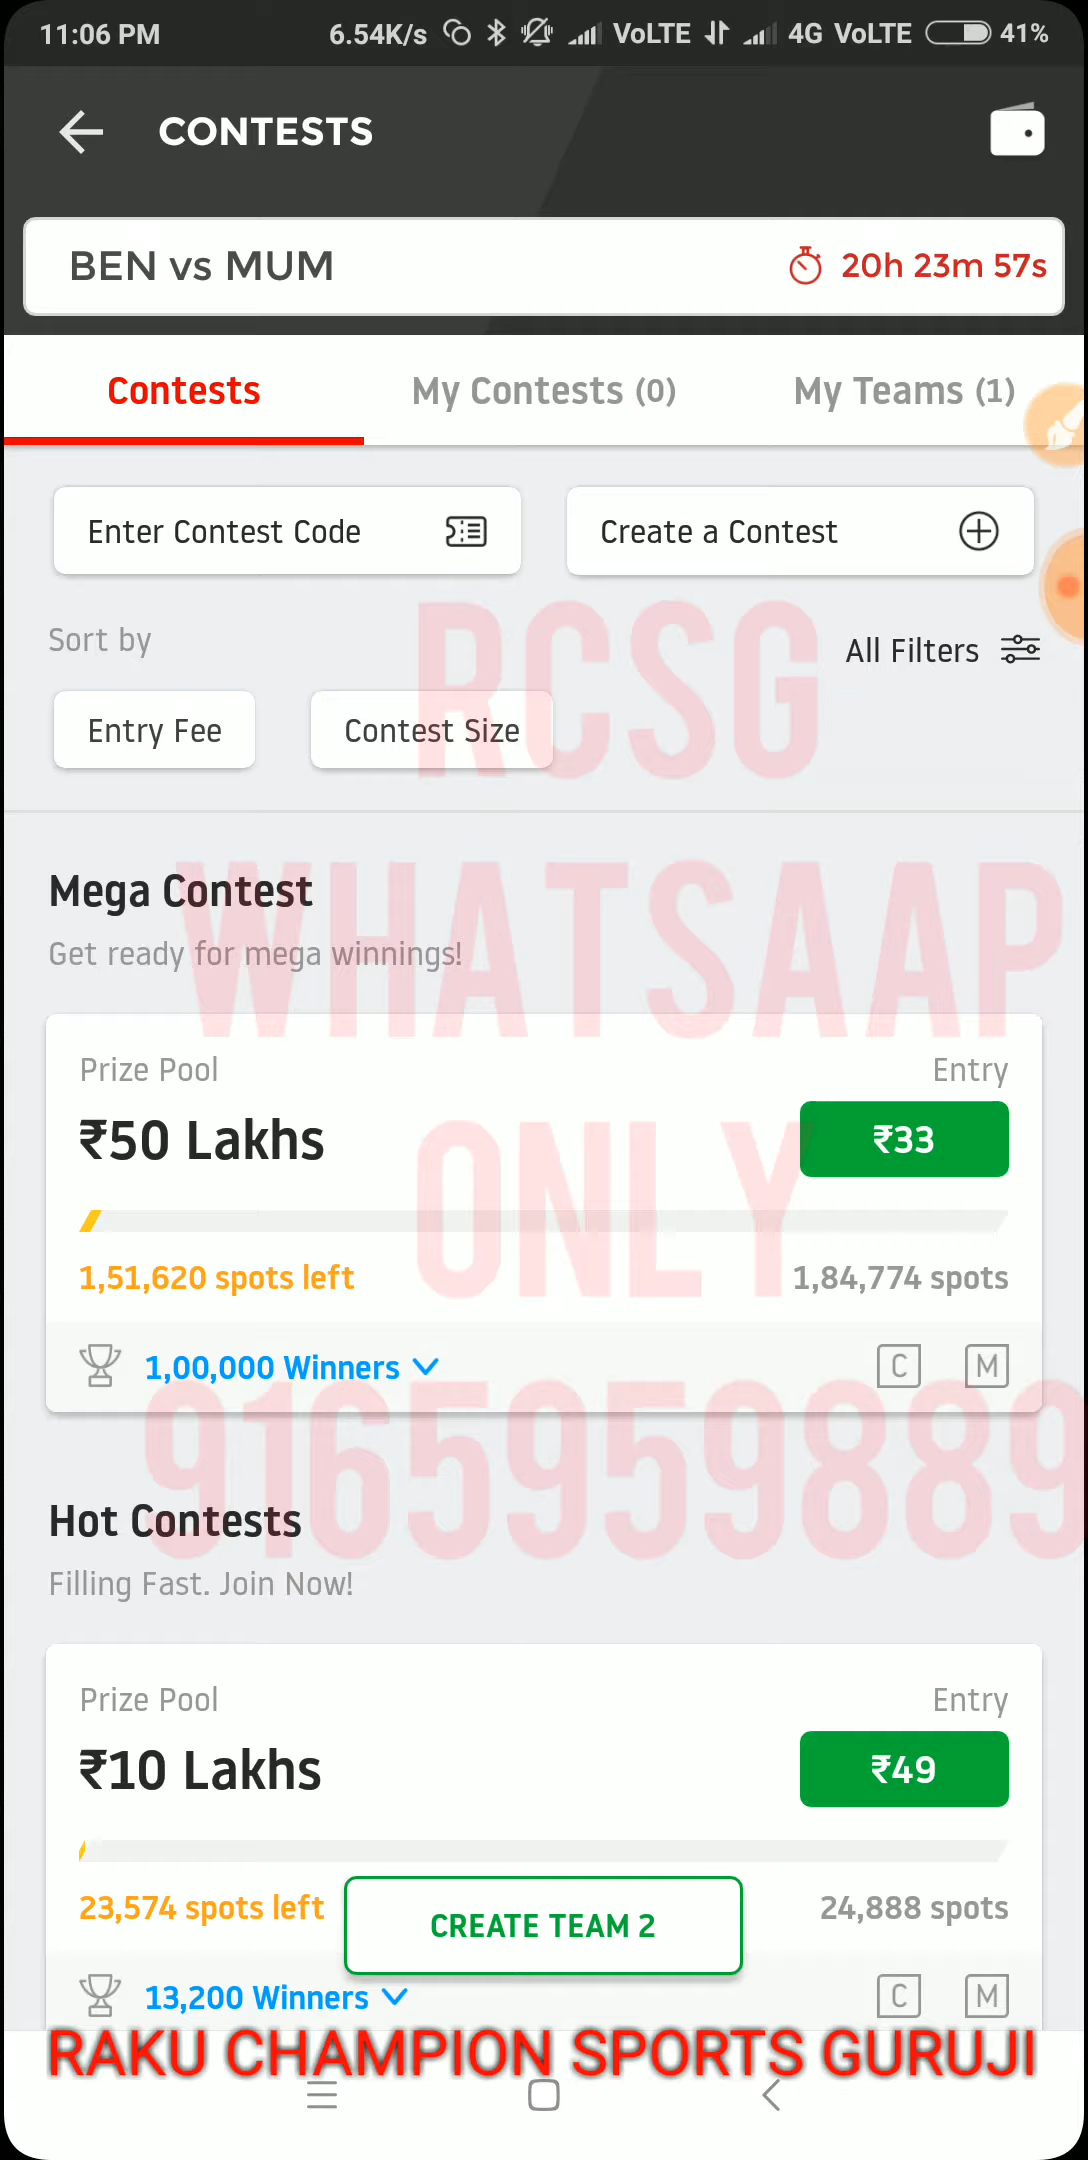 11:06 PM 6.54K/s VoLTE 4G VoLTE 41%
CONTESTS
BEN vs MUM 20h 23m 57s
Contests My Contests (0) My Teams (1)
Enter Contest Code Create a Contest
Sort by All Filters
RCSG
Entry Fee Contest Size
WHATSAAP
Mega Contest
Get ready for mega winnings!
Prize Pool Entry
₹50 Lakhs ₹33
ONLY
1,51,620 spots left 1,84,774 spots
1,00,000 Winners C M
9165959889
Hot Contests
Filling Fast. Join Now!
Prize Pool Entry
₹10 Lakhs ₹49
23,574 spots left 24,888 spots
CREATE TEAM 2
13,200 Winners C M
RAKU CHAMPION SPORTS GURUJI